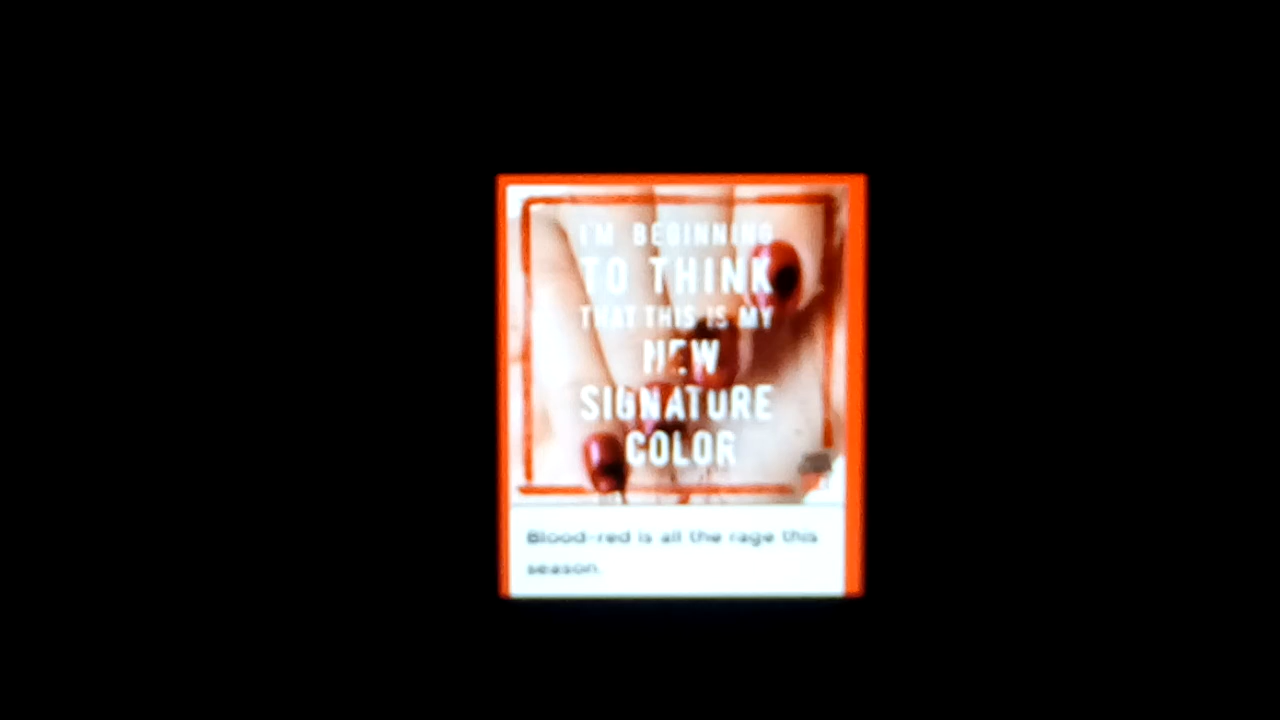 I'M BEGINNING
TO THINK
THAT THIS IS MY
NEW
SIGNATURE
COLOR
Blood-red is all the rage this
season.